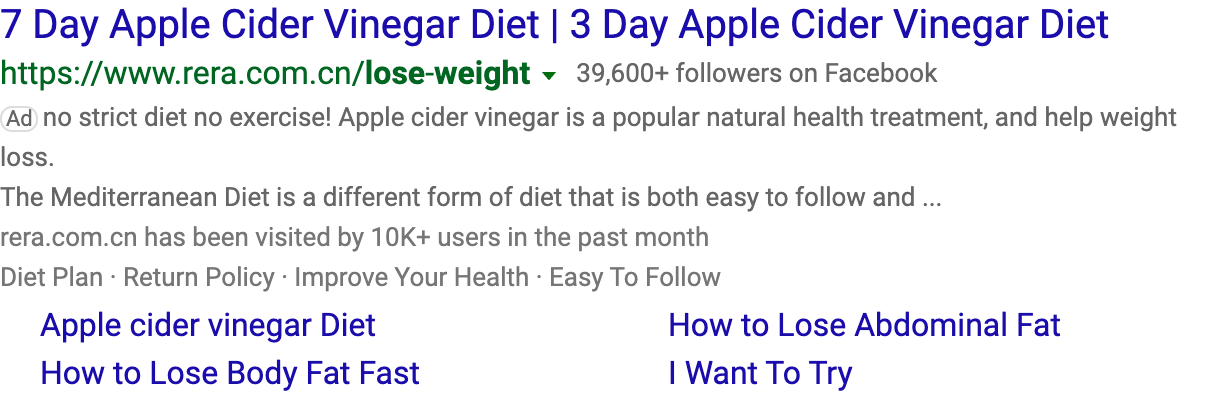 7 Day Apple Cider Vinegar Diet | 3 Day Apple Cider Vinegar Diet
https://www.rera.com.cn/lose-weight 39,600+ followers on Facebook
Ad no strict diet no exercise! Apple cider vinegar is a popular natural health treatment, and help weight
loss.
The Mediterranean Diet is a different form of diet that is both easy to follow and ...
rera.com.cn has been visited by 10K+ users in the past month
Diet Plan · Return Policy · Improve Your Health · Easy To Follow
Apple cider vinegar Diet How to Lose Abdominal Fat
How to Lose Body Fat Fast I Want To Try